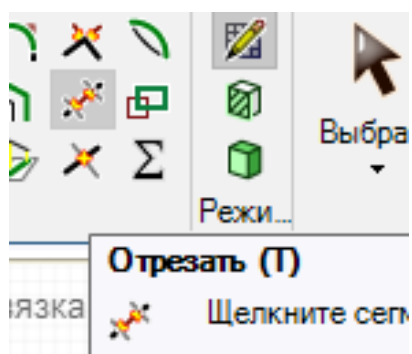 Выбра
Режи...
Отрезать (T)
вязка
Щелкните сегм